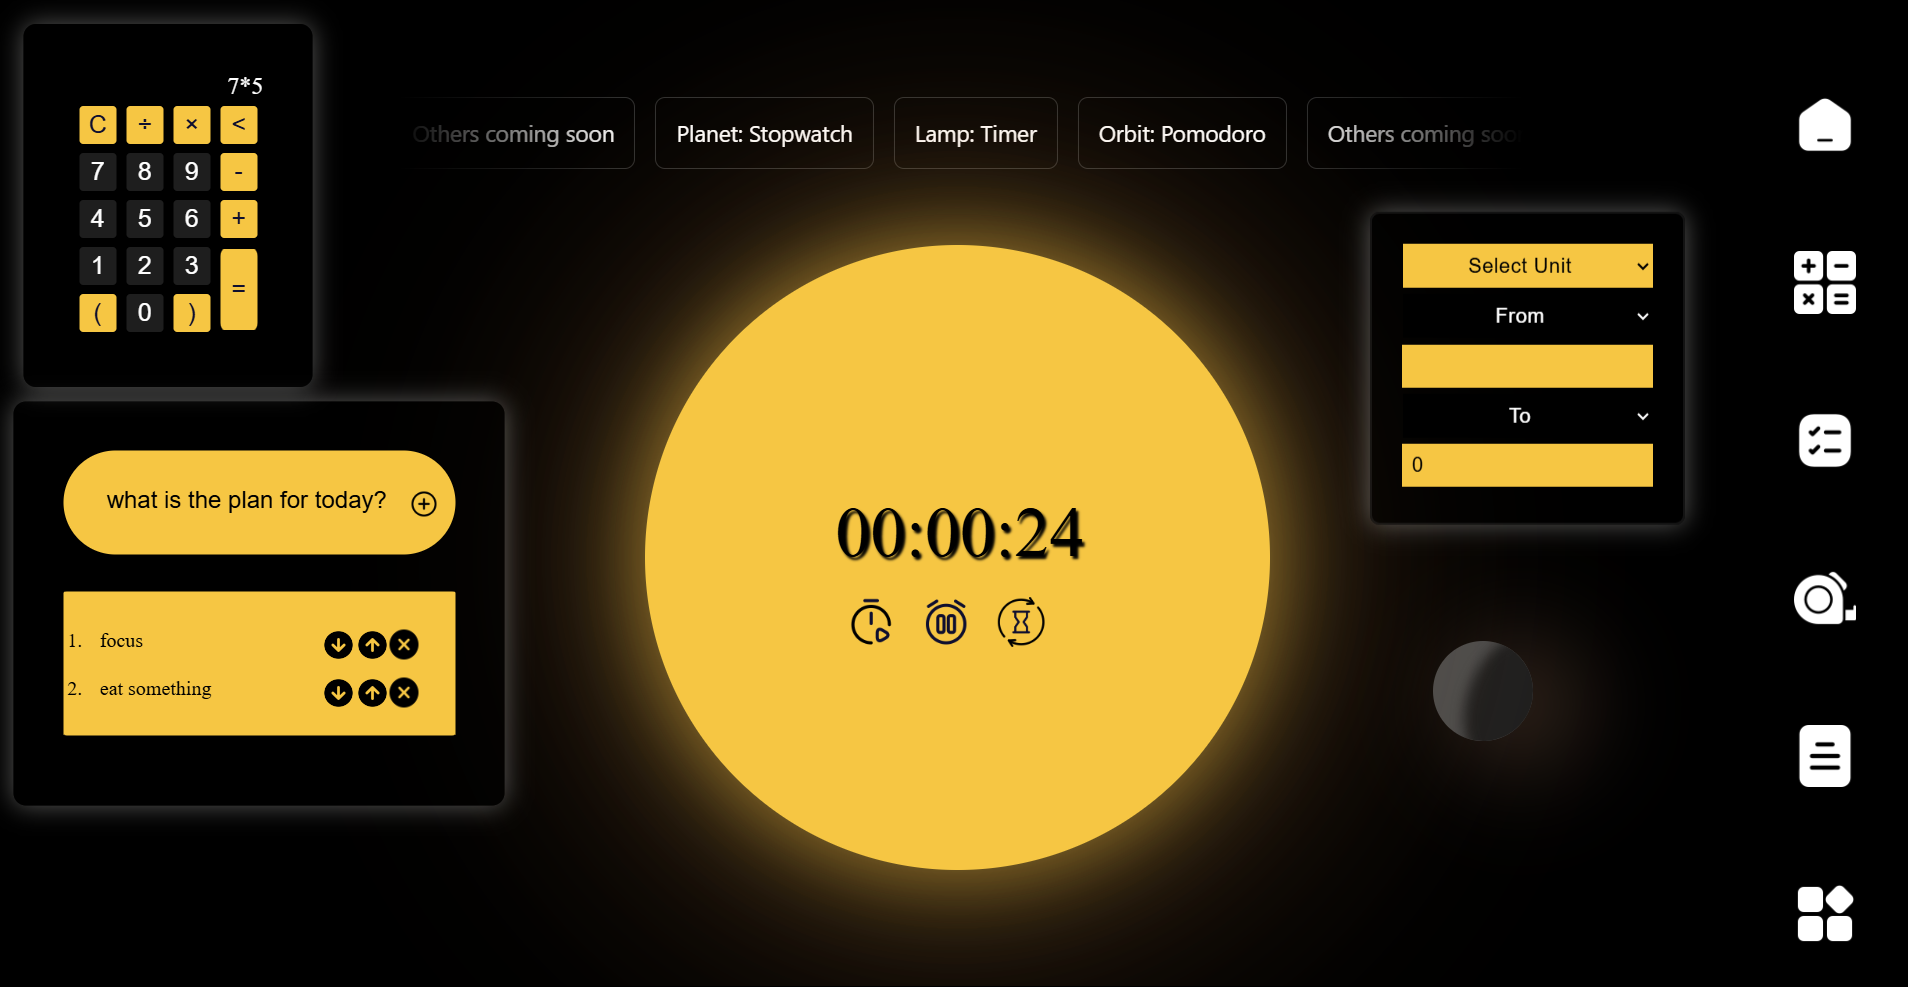 7*5
C ÷ × <
7 8 9 -
4 5 6 +
1 2 3 =
( 0 )
Others coming soon
Planet: Stopwatch
Lamp: Timer
Orbit: Pomodoro
Others coming soon
what is the plan for today?
1. focus
2. eat something
00:00:24
Select Unit
From
To
0